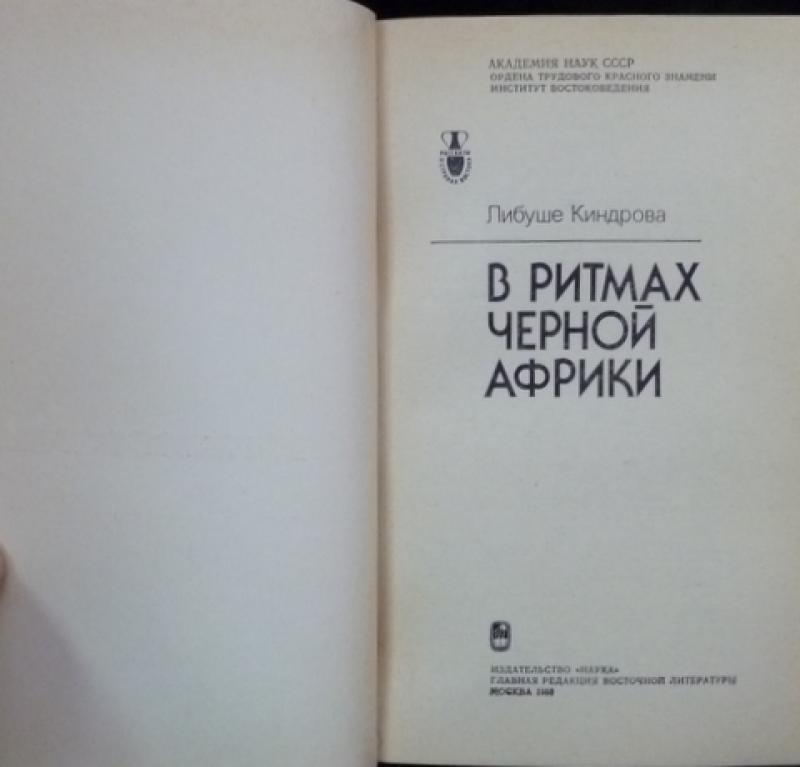 АКАДЕМИЯ НАУК СССР
ОРДЕНА ТРУДОВОГО КРАСНОГО ЗНАМЕНИ
ИНСТИТУТ ВОСТОКОВЕДЕНИЯ
Либуше Киндрова
В РИТМАХ
ЧЕРНОЙ
АФРИКИ
ИЗДАТЕЛЬСТВО «НАУКА»
ГЛАВНАЯ РЕДАКЦИЯ ВОСТОЧНОЙ ЛИТЕРАТУРЫ
МОСКВА